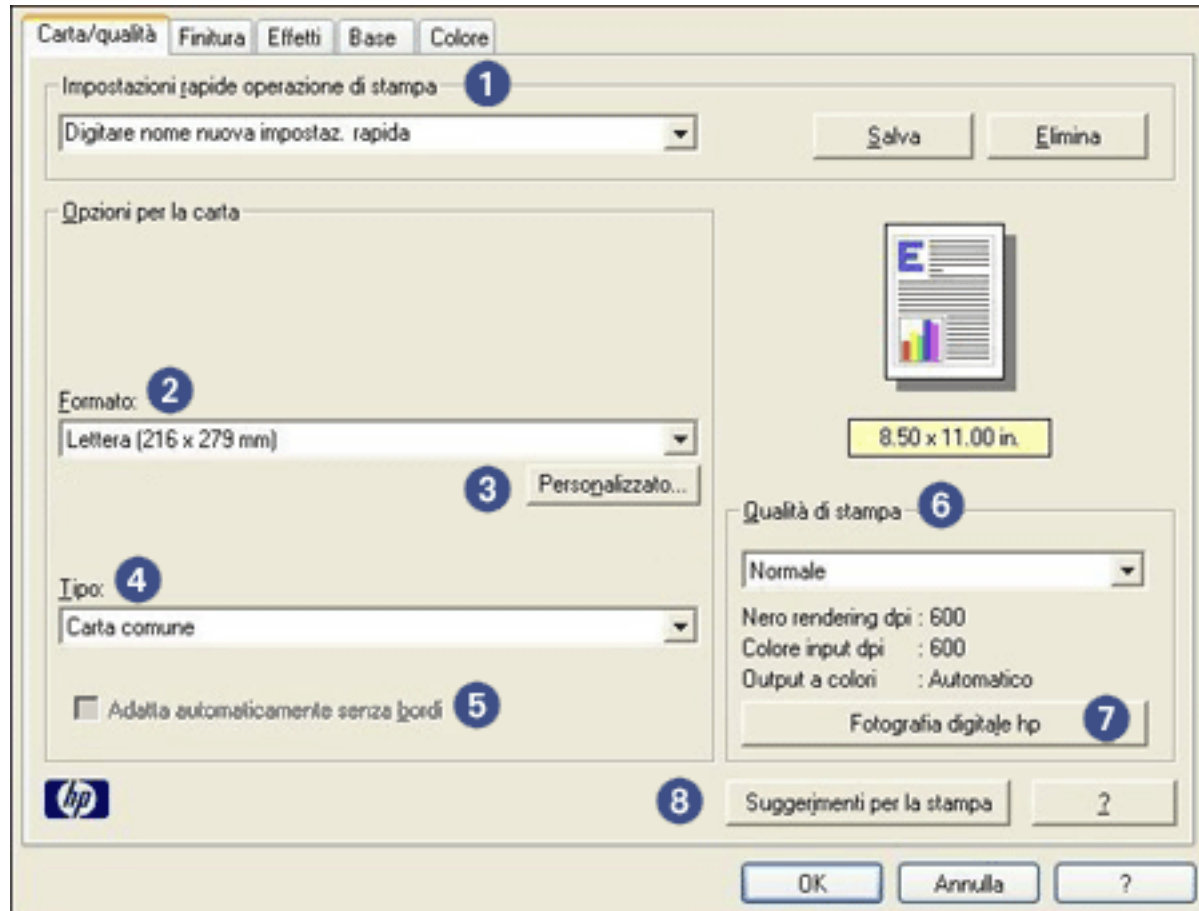 Carta/qualità Finitura Effetti Base Colore
Impostazioni rapide operazione di stampa 1
Digitare nome nuova impostaz. rapida
Salva Elimina
Opzioni per la carta
E
Formato: 2
Lettera (216 x 279 mm)
8.50 x 11.00 in.
3 Personalizzato...
Qualità di stampa 6
Tipo: 4
Normale
Carta comune
Nero rendering dpi : 600
Colore input dpi : 600
Output a colori : Automatico
Adatta automaticamente senza bordi 5
Fotografia digitale hp 7
hp
8 Suggerimenti per la stampa ?
OK Annulla ?